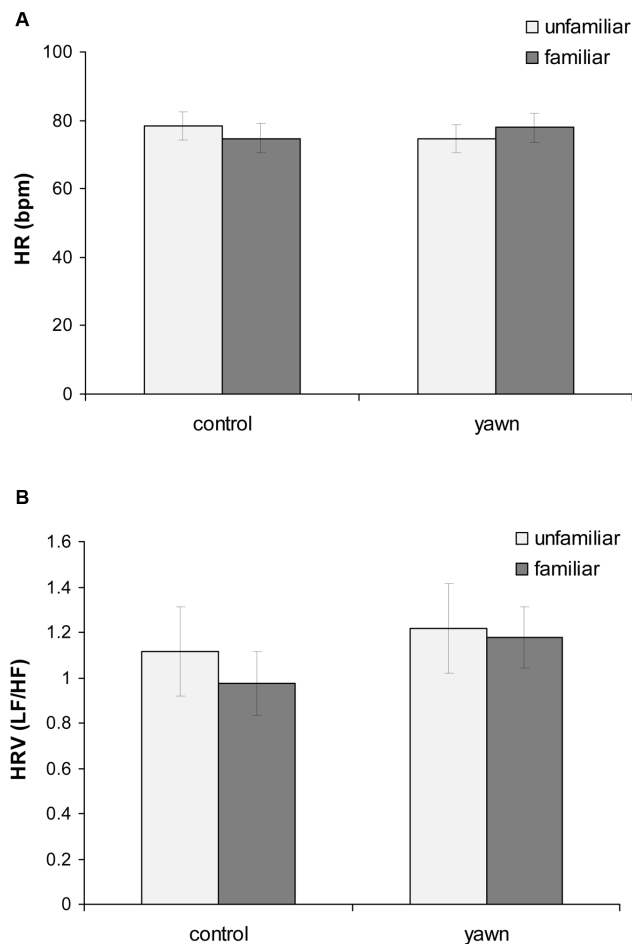 A
unfamiliar
familiar
100
80
60
40
20
0
HR (bpm)
control yawn
B
unfamiliar
familiar
1.6
1.4
1.2
1
0.8
0.6
0.4
0.2
0
HRV (LF/HF)
control yawn